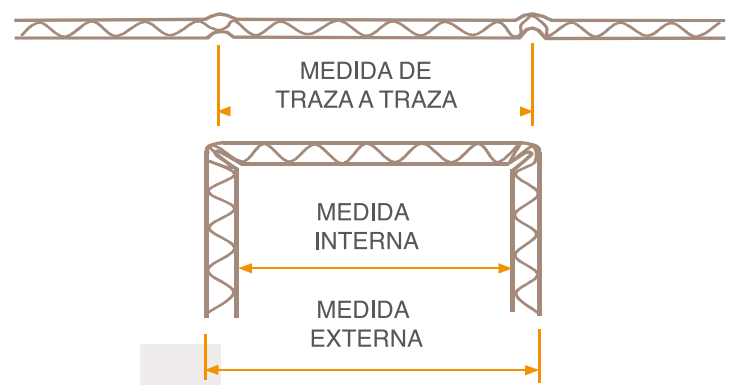 MEDIDA DE
TRAZA A TRAZA
MEDIDA
INTERNA
MEDIDA
EXTERNA